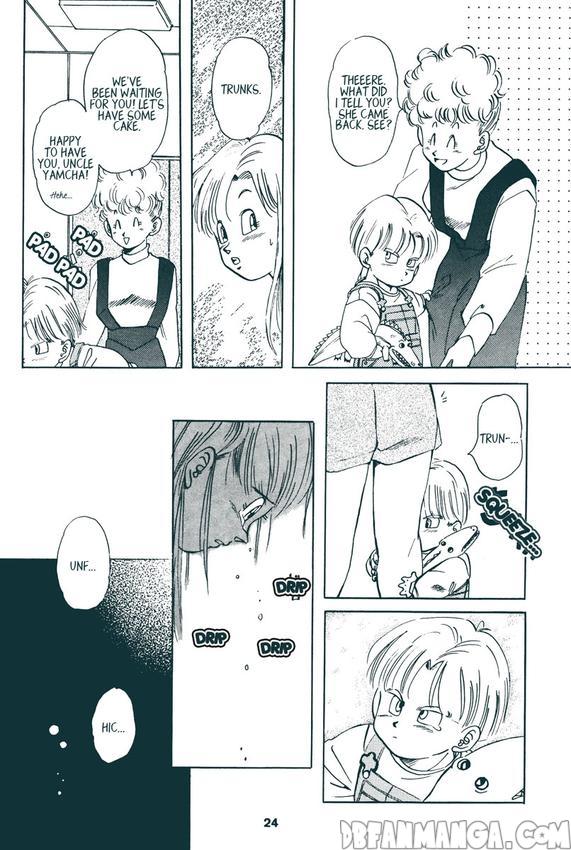 THEEERE.
WHAT DID
I TELL YOU?
SHE CAME
BACK. SEE?
TRUNKS.
WE'VE
BEEN WAITING
FOR YOU! LET'S
HAVE SOME
CAKE.
HAPPY
TO HAVE
YOU, UNCLE
YAMCHA!
Hehe...
PAD
PAD PAD
TRUN-...
SQUEEZE...
DRIP
DRIP
DRIP
UNF...
HIC...
24
DBFANMANGA.COM